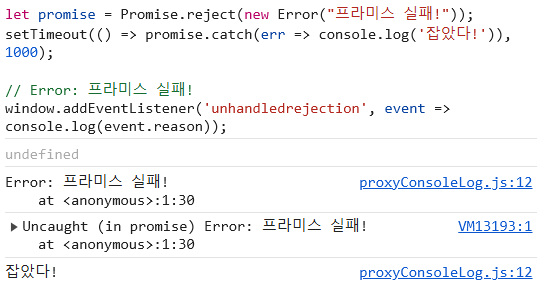 let promise = Promise.reject(new Error("프라미스 실패!"));
setTimeout(() => promise.catch(err => console.log('잡았다!')),
1000);
// Error: 프라미스 실패!
window.addEventListener('unhandledrejection', event =>
console.log(event.reason));
undefined
Error: 프라미스 실패! proxyConsoleLog.js:12
at <anonymous>:1:30
Uncaught (in promise) Error: 프라미스 실패! VM13193:1
at <anonymous>:1:30
잡았다! proxyConsoleLog.js:12